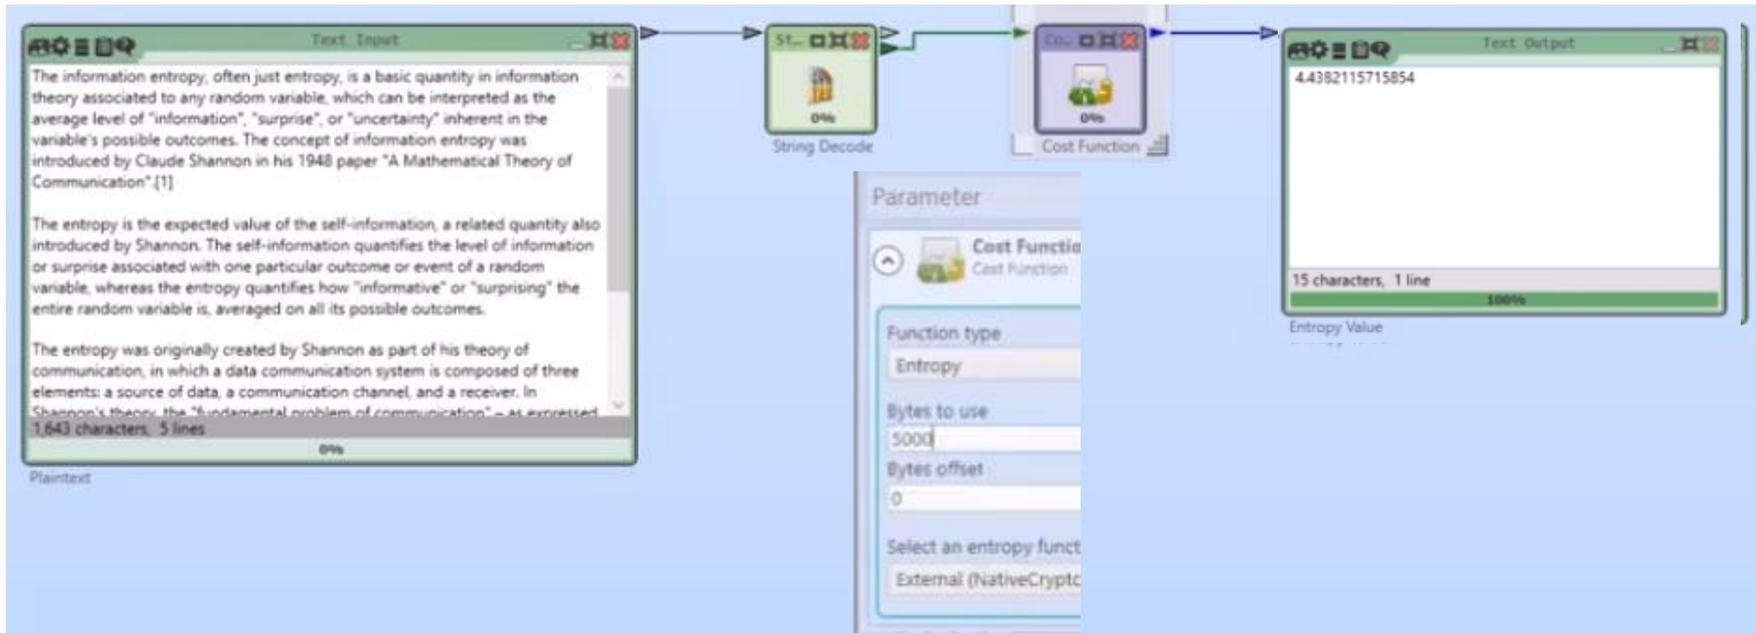 Text Input
The information entropy, often just entropy, is a basic quantity in information
theory associated to any random variable, which can be interpreted as the
average level of "information", "surprise", or "uncertainty" inherent in the
variable's possible outcomes. The concept of information entropy was
introduced by Claude Shannon in his 1948 paper "A Mathematical Theory of
Communication".[1]
The entropy is the expected value of the self-information, a related quantity also
introduced by Shannon. The self-information quantifies the level of information
or surprise associated with one particular outcome or event of a random
variable, whereas the entropy quantifies how "informative" or "surprising" the
entire random variable is, averaged on all its possible outcomes.
The entropy was originally created by Shannon as part of his theory of
communication, in which a data communication system is composed of three
elements: a source of data, a communication channel, and a receiver. In
Shannon's theory, the "fundamental problem of communication" – as expressed
1,643 characters, 5 lines
0%
Plaintext
St...
0%
String Decode
Co...
0%
Cost Function
Parameter
Cost Functio
Cost Function
Function type
Entropy
Bytes to use
5000
Bytes offset
0
Select an entropy funct
External (NativeCrypto
Text Output
4.4382115715854
15 characters, 1 line
100%
Entropy Value